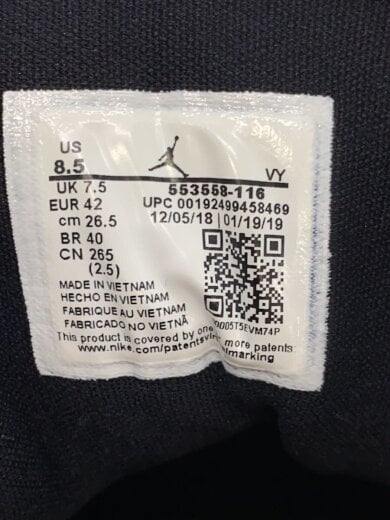 US
8.5 VY
UK 7.5 553558-116
EUR 42 UPC 00192499458469
cm 26.5 12/05/18 | 01/19/19
BR 40
CN 265
(2.5)
MADE IN VIETNAM
HECHO EN VIETNAM
FABRIQUE AU VIETNAM
FABRICADO NO VIETNÃ
0005T5EVM74P
This product is covered by one more patents
www.nike.com/patents